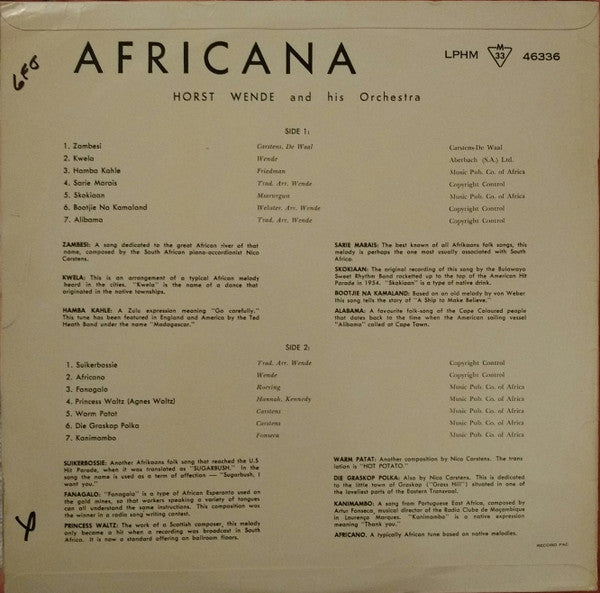 AFRICANA
LPHM M 33 46336
6F5
HORST WENDE and his Orchestra
SIDE 1:
1. Zambesi Carstens, De Waal Carstens-De Waal
2. Kwela Wende Aberbach (S.A.) Ltd.
3. Hamba Kahle Friedman Music Pub. Co. of Africa
4. Sarie Marais Trad. Arr. Wende Copyright Control
5. Skokiaan Msarurgua Music Pub. Co. of Africa
6. Bootjie Na Kamaland Webster, Arr. Wende Copyright Control
7. Alibama Trad. Arr. Wende Copyright Control
ZAMBESI: A song dedicated to the great African river of that
name, composed by the South African piano-accordionist Nico
Carstens.
KWELA: This is an arrangement of a typical African melody
heard in the cities. "Kwela" is the name of a dance that
originated in the native townships.
HAMBA KAHLE: A Zulu expression meaning "Go carefully."
This tune has been featured in England and America by the Ted
Heath Band under the name "Madagascar."
SARIE MARAIS: The best known of all Afrikaans folk songs, this
melody is perhaps the one most usually associated with South
Africa.
SKOKIAAN: The original recording of this song by the Bulawayo
Sweet Rhythm Band rocketted up to the top of the American Hit
Parade in 1954. "Skokiaan" is a type of native drink.
BOOTJIE NA KAMALAND: Based on an old melody by von Weber
this song tells the story of "A Ship to Make Believe."
ALABAMA: A favourite folk-song of the Cape Coloured people
that dates back to the time when the American sailing vessel
"Alibama" called at Cape Town.
SIDE 2:
1. Suikerbossie Trad. Arr. Wende Copyright Control
2. Africano Wende Copyright Control
3. Fanagalo Roering Music Pub. Co. of Africa
4. Princess Waltz (Agnes Waltz) Hannah, Kennedy Music Pub. Co. of Africa
5. Warm Patat Carstens Music Pub. Co. of Africa
6. Die Graskop Polka Carstens Music Pub. Co. of Africa
7. Kanimambo Fonseca Music Pub. Co. of Africa
SUIKERBOSSIE: Another Afrikaans folk song that reached the U.S
Hit Parade, when it was translated as "SUGARBUSH." In the
song the name is used as a term of affection — "Sugarbush, I
want you."
FANAGALO: "Fanagalo" is a type of African Esperanto used on
the gold mines, so that workers speaking a variety of tongues
can all understand the same instructions. This composition was
the winner in a radio song writing contest.
PRINCESS WALTZ: The work of a Scottish composer, this melody
only became a hit when a recording was broadcast in South
Africa. It is now a standard offering on ballroom floors.
WARM PATAT: Another composition by Nico Carstens. The trans
lation is "HOT POTATO."
DIE GRASKOP POLKA: Also by Nico Carstens. This is dedicated
to the little town of Graskop ("Grass Hill") situated in one of
the loveliest parts of the Eastern Transvaal.
KANIMAMBO: A song from Portuguese East Africa, composed by
Artur Fonseca, musical director of the Radio Clube de Moçambique
in Lourenço Marques. "Kanimambo" is a native expression
meaning "Thank you."
AFRICANO. A typically African tune based on native melodies.
RECORD PAC